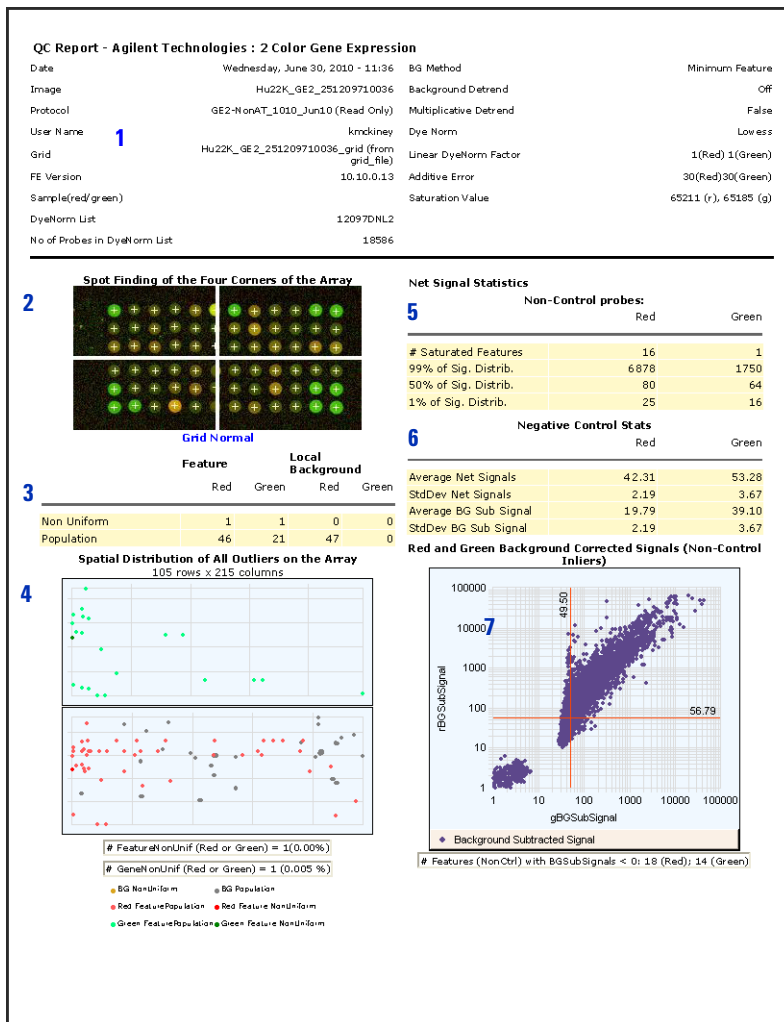 QC Report - Agilent Technologies : 2 Color Gene Expression
Date Wednesday, June 30, 2010 - 11:36 BG Method Minimum Feature
Image Hu22K_GE2_251209710036 Background Detrend Off
Protocol GE2-NonAT_1010_Jun10 (Read Only) Multiplicative Detrend False
User Name kmckiney Dye Norm Lowess
1
Grid Hu22K_GE2_251209710036_grid (from grid_file) Linear DyeNorm Factor 1(Red) 1(Green)
FE Version 10.10.0.13 Additive Error 30(Red)30(Green)
Sample(red/green) Saturation Value 65211 (r), 65185 (g)
DyeNorm List 12097DNL2
No of Probes in DyeNorm List 18586
2
Spot Finding of the Four Corners of the Array
Grid Normal
3
Feature Local Background
Red Green Red Green
Non Uniform 1 1 0 0
Population 46 21 47 0
4
Spatial Distribution of All Outliers on the Array
105 rows x 215 columns
# FeatureNonUnif (Red or Green) = 1(0.00%)
# GeneNonUnif (Red or Green) = 1 (0.005 %)
BG NonUniform BG Population
Red FeaturePopulation Red Feature NonUniform
Green FeaturePopulation Green Feature NonUniform
Net Signal Statistics
5
Non-Control probes:
Red Green
# Saturated Features 16 1
99% of Sig. Distrib. 6878 1750
50% of Sig. Distrib. 80 64
1% of Sig. Distrib. 25 16
6
Negative Control Stats
Red Green
Average Net Signals 42.31 53.28
StdDev Net Signals 2.19 3.67
Average BG Sub Signal 19.79 39.10
StdDev BG Sub Signal 2.19 3.67
Red and Green Background Corrected Signals (Non-Control Inliers)
7
100000
10000
1000
100
10
1
rBGSubSignal
49.50
56.79
1 10 100 1000 10000 100000
gBGSubSignal
Background Subtracted Signal
# Features (NonCtrl) with BGSubSignals < 0: 18 (Red); 14 (Green)